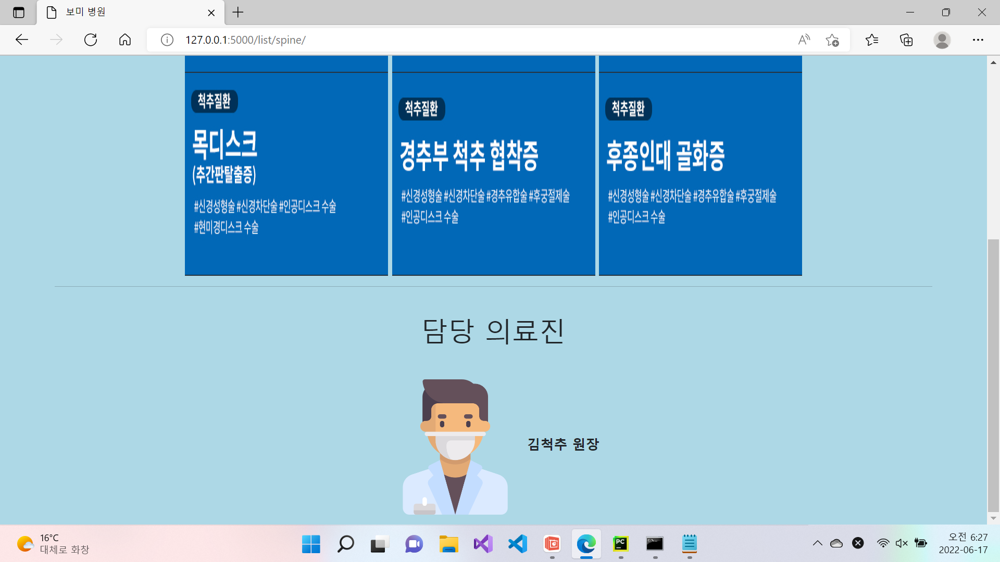 보미 병원
127.0.0.1:5000/list/spine/
척추질환
목디스크
(추간판탈출증)
#신경성형술 #신경차단술 #인공디스크 수술
#현미경디스크 수술
척추질환
경추부 척추 협착증
#신경성형술 #신경차단술 #경추유합술 #후궁절제술
#인공디스크 수술
척추질환
후종인대 골화증
#신경성형술 #신경차단술 #경추유합술 #후궁절제술
#인공디스크 수술
담당 의료진
김척추 원장
16°C
대체로 화창
PC
오전 6:27
2022-06-17